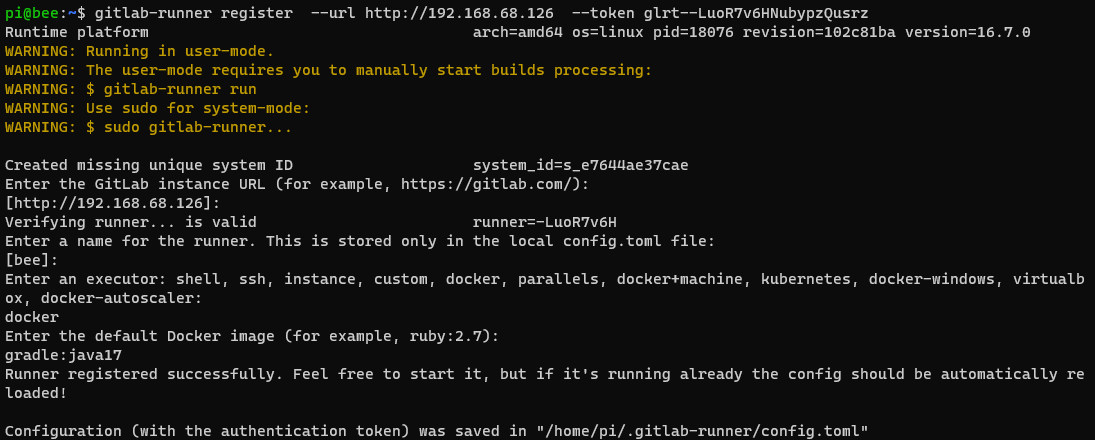 pi@bee:~$ gitlab-runner register  --url http://192.168.68.126  --token glrt--LuoR7v6HNubypzQusrz
Runtime platform                                    arch=amd64 os=linux pid=18076 revision=102c81ba version=16.7.0
WARNING: Running in user-mode.
WARNING: The user-mode requires you to manually start builds processing:
WARNING: $ gitlab-runner run
WARNING: Use sudo for system-mode:
WARNING: $ sudo gitlab-runner...
Created missing unique system ID                    system_id=s_e7644ae37cae
Enter the GitLab instance URL (for example, https://gitlab.com/):
[http://192.168.68.126]:
Verifying runner... is valid                        runner=-LuoR7v6H
Enter a name for the runner. This is stored only in the local config.toml file:
[bee]:
Enter an executor: shell, ssh, instance, custom, docker, parallels, docker+machine, kubernetes, docker-windows, virtualb
ox, docker-autoscaler:
docker
Enter the default Docker image (for example, ruby:2.7):
gradle:java17
Runner registered successfully. Feel free to start it, but if it's running already the config should be automatically re
loaded!
Configuration (with the authentication token) was saved in "/home/pi/.gitlab-runner/config.toml"